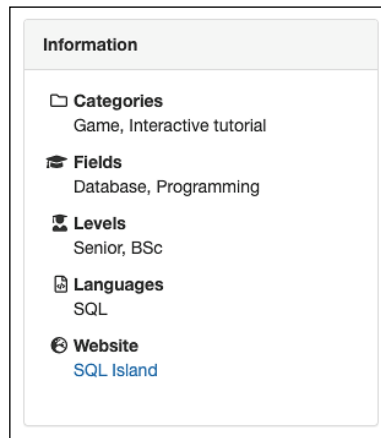 Information
Categories
Game, Interactive tutorial
Fields
Database, Programming
Levels
Senior, BSc
Languages
SQL
Website
SQL Island